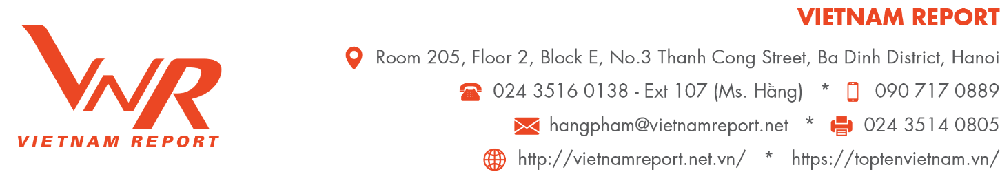 VNR
VIETNAM REPORT
VIETNAM REPORT
Room 205, Floor 2, Block E, No.3 Thanh Cong Street, Ba Dinh District, Hanoi
024 3516 0138 - Ext 107 (Ms. Hằng) * 090 717 0889
hangpham@vietnamreport.net * 024 3514 0805
http://vietnamreport.net.vn/ * https://toptenvietnam.vn/